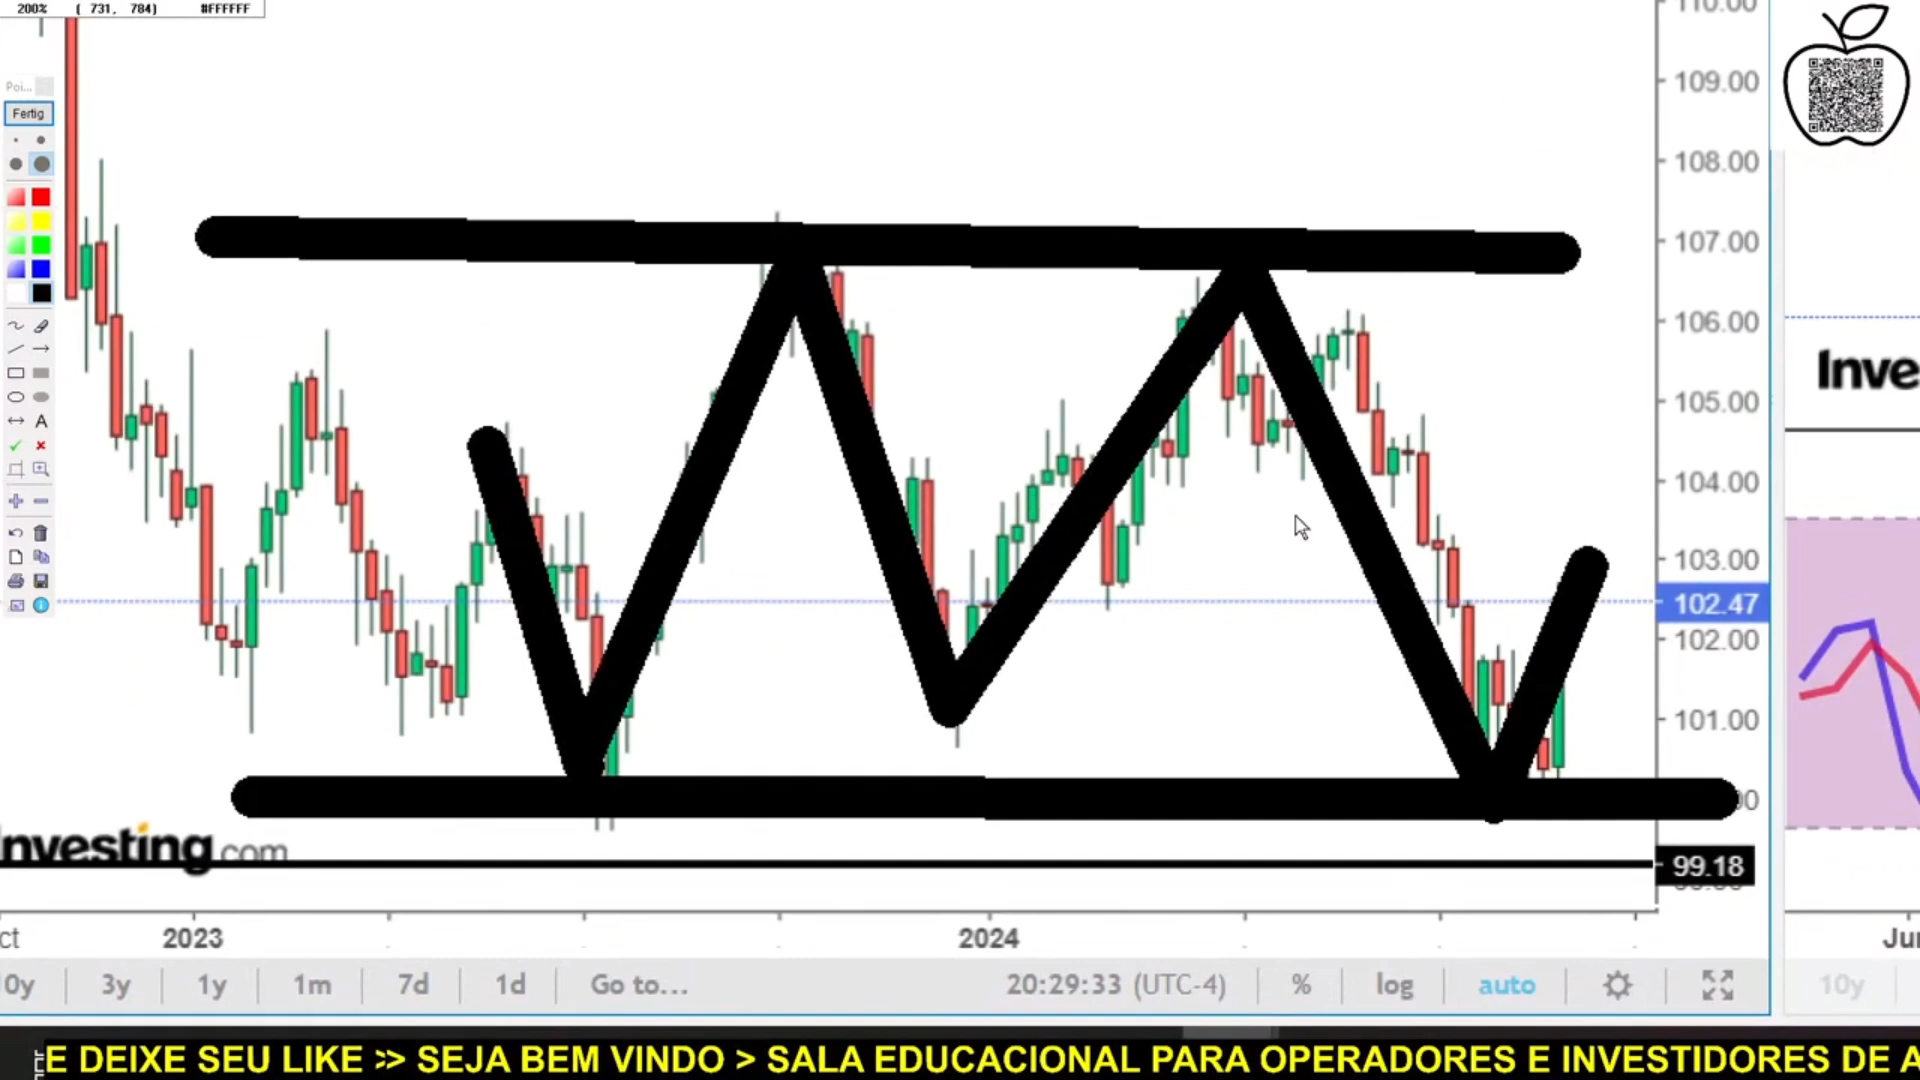 200% ( 731, 784) #FFFFFF
Poi...
Fertig
A
110.00
109.00
108.00
107.00
106.00
105.00
104.00
103.00
102.47
102.00
101.00
99.18
Inve
Investing.com
2023
2024
10y 3y 1y 1m 7d 1d Go to... 20:29:33 (UTC-4) % log auto
10y
E DEIXE SEU LIKE >> SEJA BEM VINDO > SALA EDUCACIONAL PARA OPERADORES E INVESTIDORES DE A